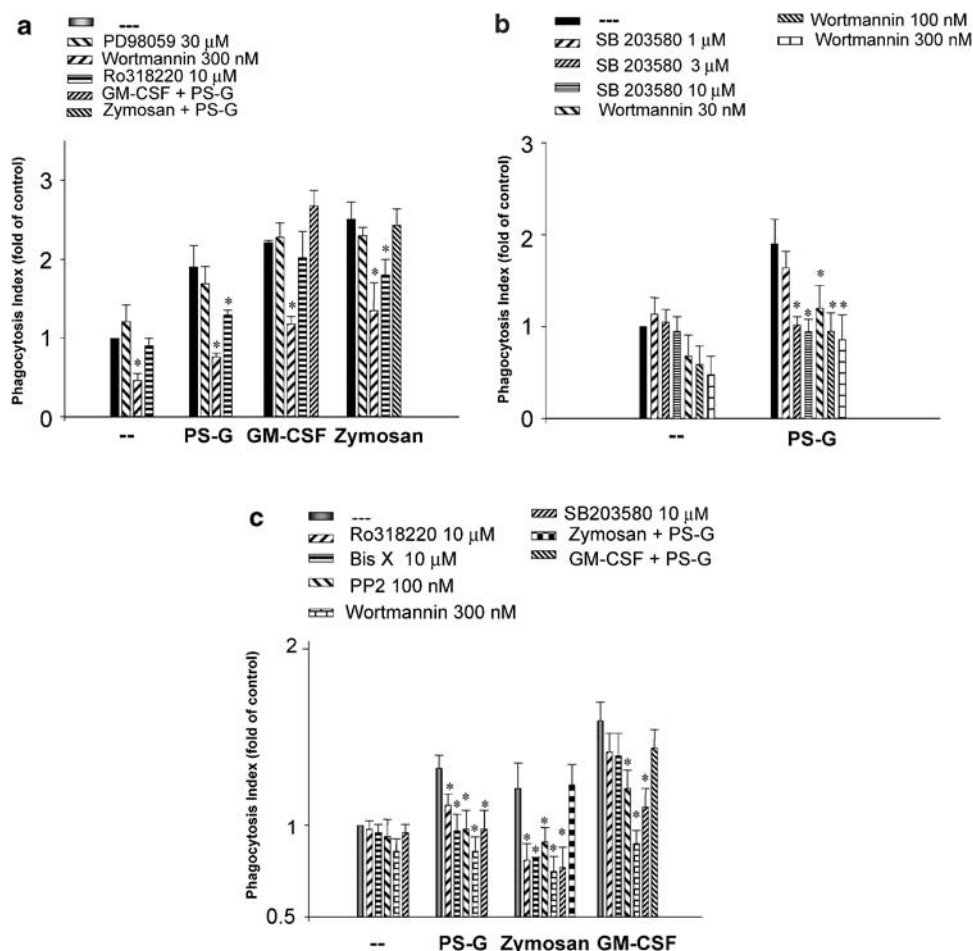 a
---
PD98059 30 μM
Wortmannin 300 nM
Ro318220 10 μM
GM-CSF + PS-G
Zymosan + PS-G
Phagocytosis Index (fold of control)
3
2
1
0
* * * * * *
-- PS-G GM-CSF Zymosan
b
---
SB 203580 1 μM
SB 203580 3 μM
SB 203580 10 μM
Wortmannin 30 nM
Wortmannin 100 nM
Wortmannin 300 nM
Phagocytosis Index (fold of control)
3
2
1
0
* * * * *
-- PS-G
c
---
Ro318220 10 μM
Bis X 10 μM
PP2 100 nM
Wortmannin 300 nM
SB203580 10 μM
Zymosan + PS-G
GM-CSF + PS-G
Phagocytosis Index (fold of control)
2
1
0.5
* * * * * * * * * * * * *
-- PS-G Zymosan GM-CSF